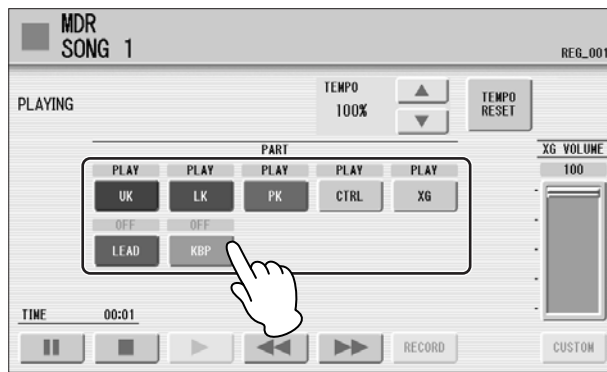 MDR
SONG 1
REG_001
PLAYING
TEMPO
100%
TEMPO
RESET
PART
XG VOLUME
100
PLAY PLAY PLAY PLAY PLAY
UK LK PK CTRL XG
OFF OFF
LEAD KBP
TIME 00:01
RECORD
CUSTOM